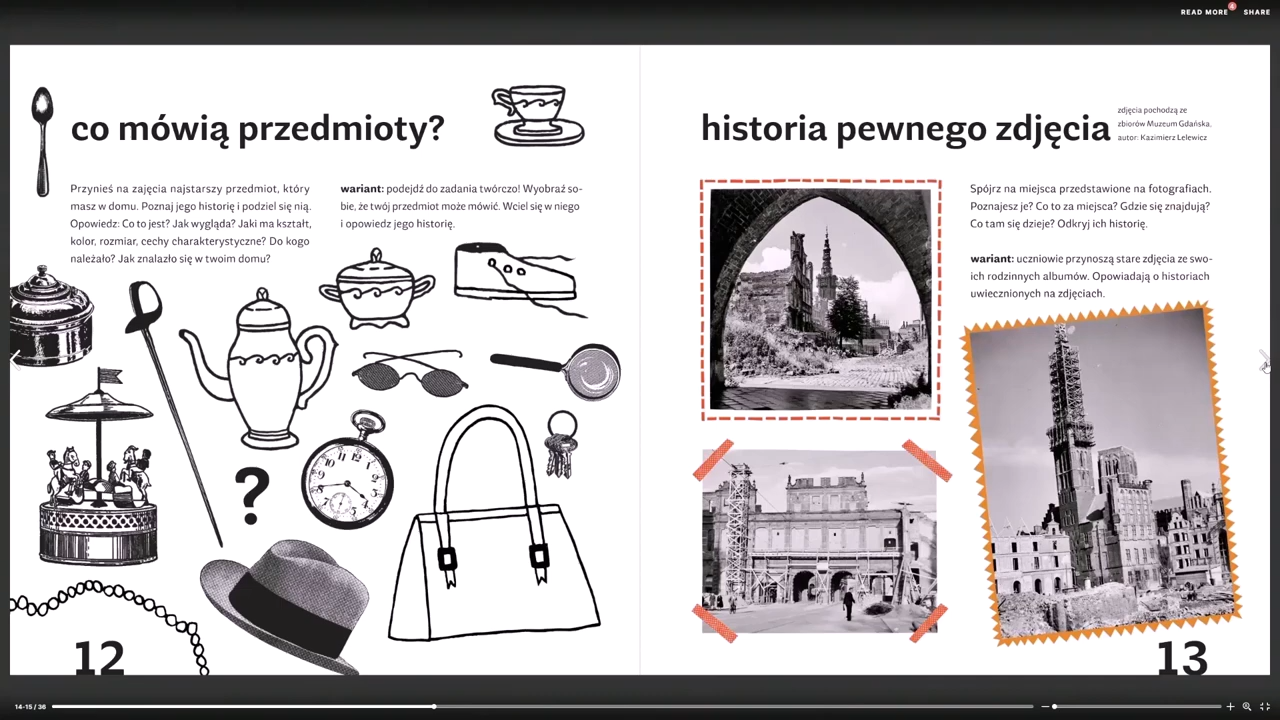 READ MORE
4
SHARE
co mówią przedmioty?
Przynieś na zajęcia najstarszy przedmiot, który
masz w domu. Poznaj jego historię i podziel się nią.
Opowiedz: Co to jest? Jak wygląda? Jaki ma kształt,
kolor, rozmiar, cechy charakterystyczne? Do kogo
należało? Jak znalazło się w twoim domu?
wariant: podejdź do zadania twórczo! Wyobraź so-
bie, że twój przedmiot może mówić. Wciel się w niego
i opowiedz jego historię.
?
12
historia pewnego zdjęcia
zdjęcia pochodzą ze
zbiorów Muzeum Gdańska,
autor: Kazimierz Lelewicz
Spójrz na miejsca przedstawione na fotografiach.
Poznajesz je? Co to za miejsca? Gdzie się znajdują?
Co tam się dzieje? Odkryj ich historię.
wariant: uczniowie przynoszą stare zdjęcia ze swo-
ich rodzinnych albumów. Opowiadają o historiach
uwiecznionych na zdjęciach.
13
14-15 / 36